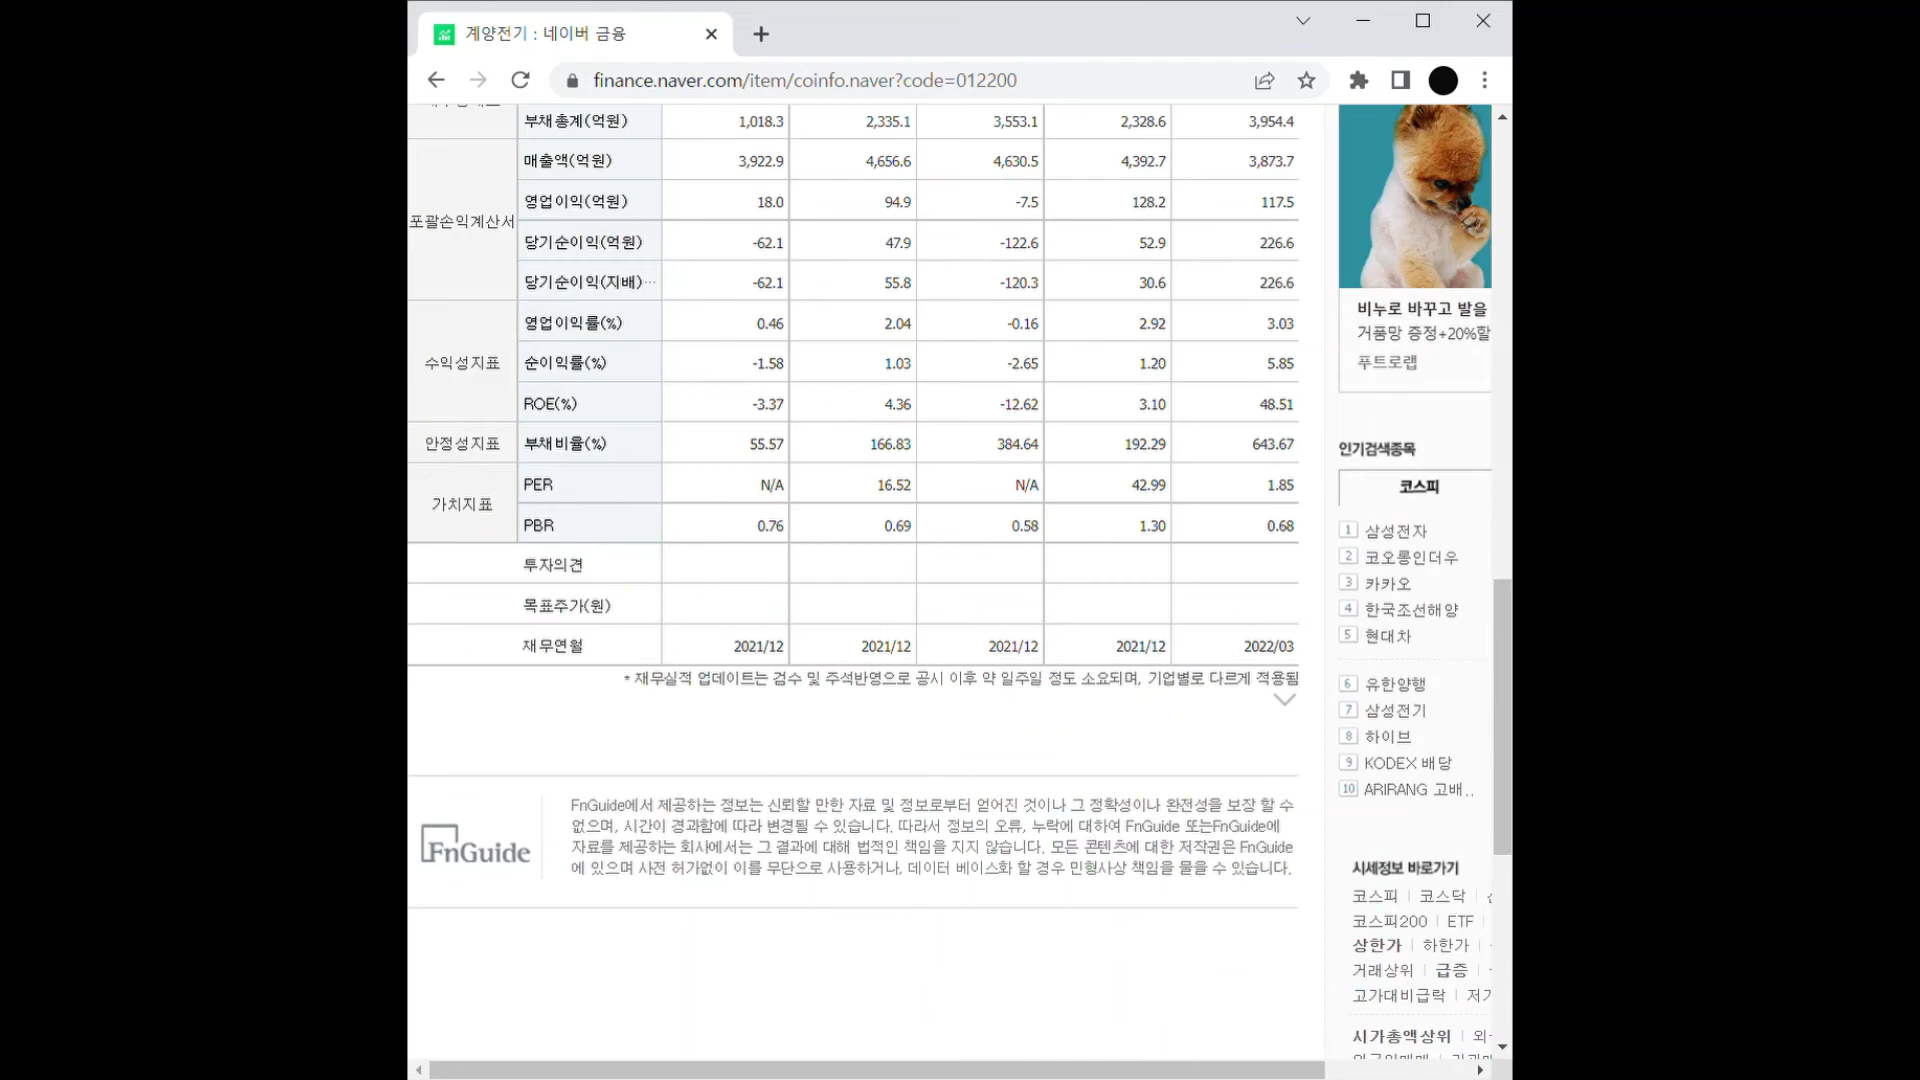 계양전기 : 네이버 금융
finance.naver.com/item/coinfo.naver?code=012200
부채총계(억원) 1,018.3 2,335.1 3,553.1 2,328.6 3,954.4
매출액(억원) 3,922.9 4,656.6 4,630.5 4,392.7 3,873.7
영업이익(억원) 18.0 94.9 -7.5 128.2 117.5
포괄손익계산서
당기순이익(억원) -62.1 47.9 -122.6 52.9 226.6
당기순이익(지배)… -62.1 55.8 -120.3 30.6 226.6
영업이익률(%) 0.46 2.04 -0.16 2.92 3.03
수익성지표 순이익률(%) -1.58 1.03 -2.65 1.20 5.85
ROE(%) -3.37 4.36 -12.62 3.10 48.51
안정성지표 부채비율(%) 55.57 166.83 384.64 192.29 643.67
PER N/A 16.52 N/A 42.99 1.85
가치지표
PBR 0.76 0.69 0.58 1.30 0.68
투자의견
목표주가(원)
재무연월 2021/12 2021/12 2021/12 2021/12 2022/03
* 재무실적 업데이트는 검수 및 주석반영으로 공시 이후 약 일주일 정도 소요되며, 기업별로 다르게 적용됨
FnGuide
FnGuide에서 제공하는 정보는 신뢰할 만한 자료 및 정보로부터 얻어진 것이나 그 정확성이나 완전성을 보장 할 수
없으며, 시간이 경과함에 따라 변경될 수 있습니다. 따라서 정보의 오류, 누락에 대하여 FnGuide 또는FnGuide에
자료를 제공하는 회사에서는 그 결과에 대해 법적인 책임을 지지 않습니다. 모든 콘텐츠에 대한 저작권은 FnGuide
에 있으며 사전 허가없이 이를 무단으로 사용하거나, 데이터 베이스화 할 경우 민형사상 책임을 물을 수 있습니다.
비누로 바꾸고 발을
거품망 증정+20%할
푸트로랩
인기검색종목
코스피
1 삼성전자
2 코오롱인더우
3 카카오
4 한국조선해양
5 현대차
6 유한양행
7 삼성전기
8 하이브
9 KODEX 배당
10 ARIRANG 고배..
시세정보 바로가기
코스피 코스닥
코스피200 ETF
상한가 하한가
거래상위 급증
고가대비급락 저가
시가총액상위 외